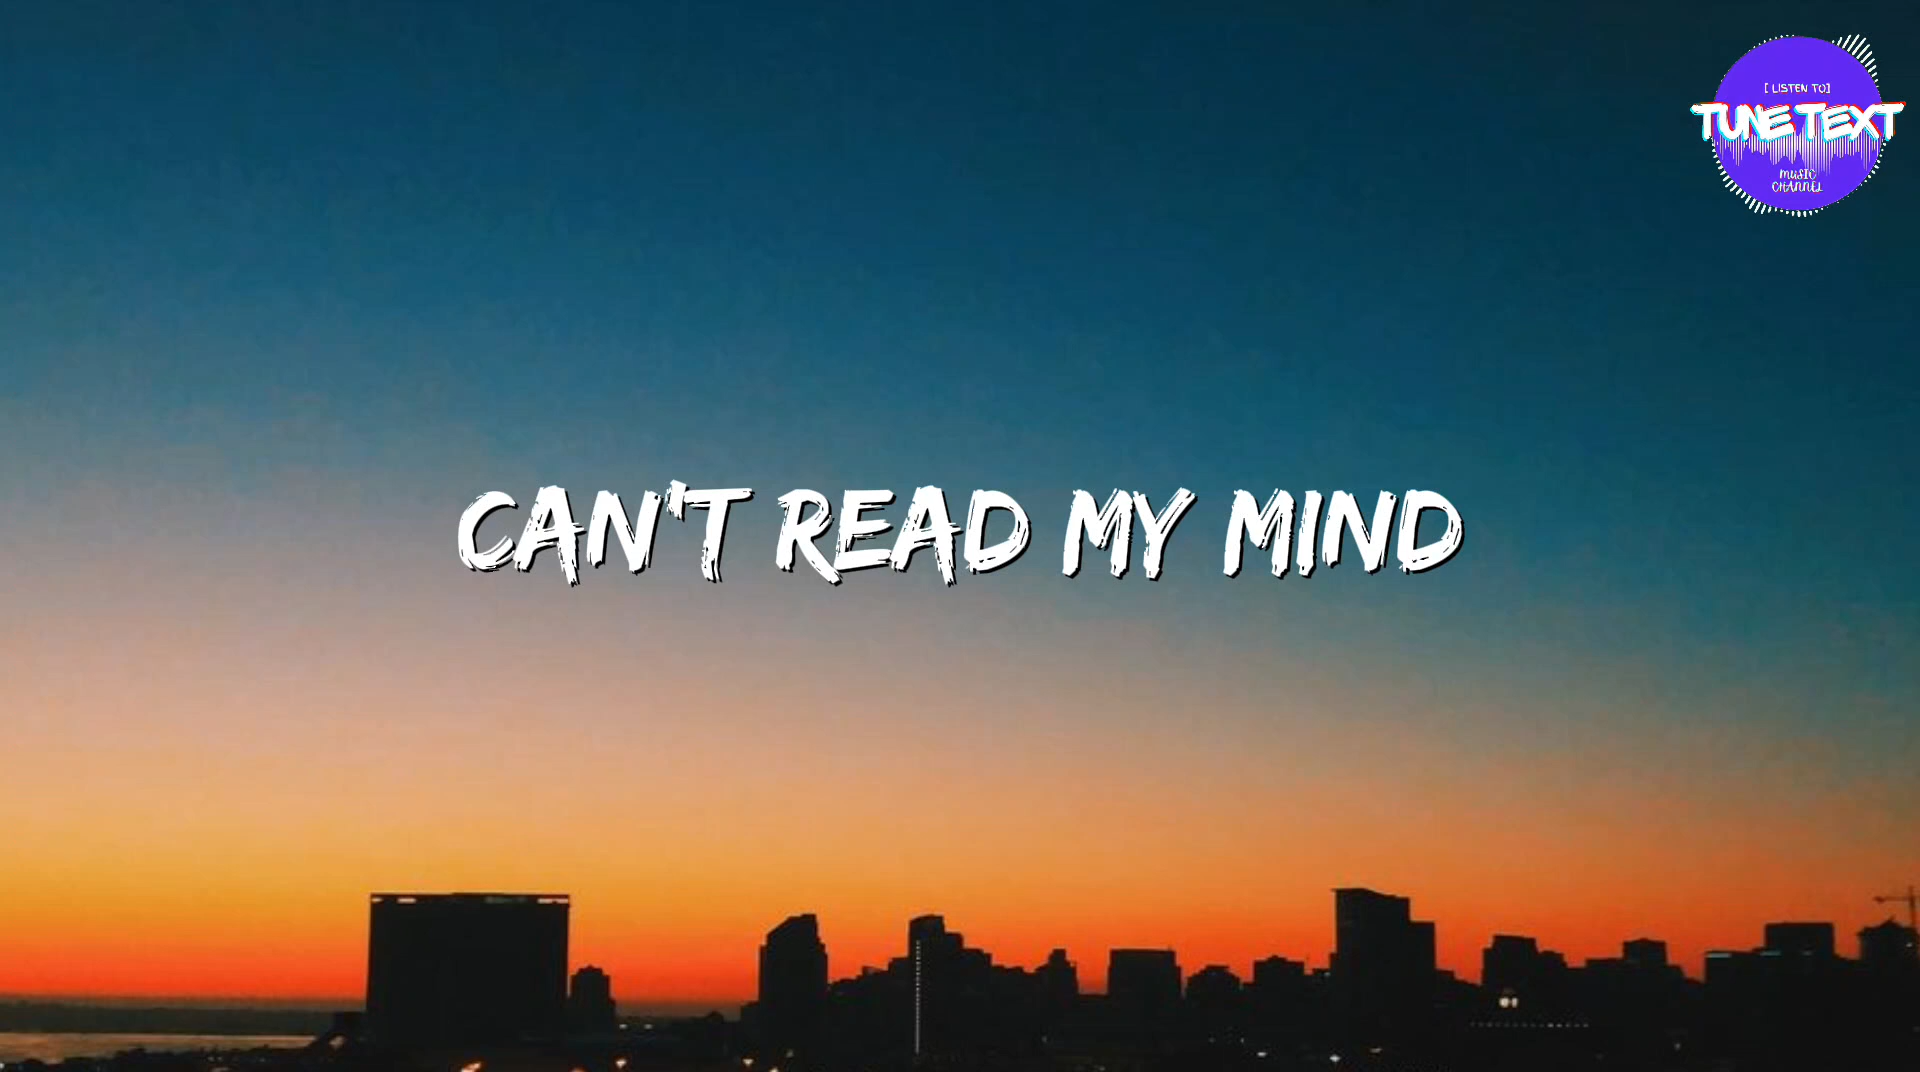 [ LISTEN TO]
TUNE TEXT
MUSIC
CHANNEL
CAN'T READ MY MIND